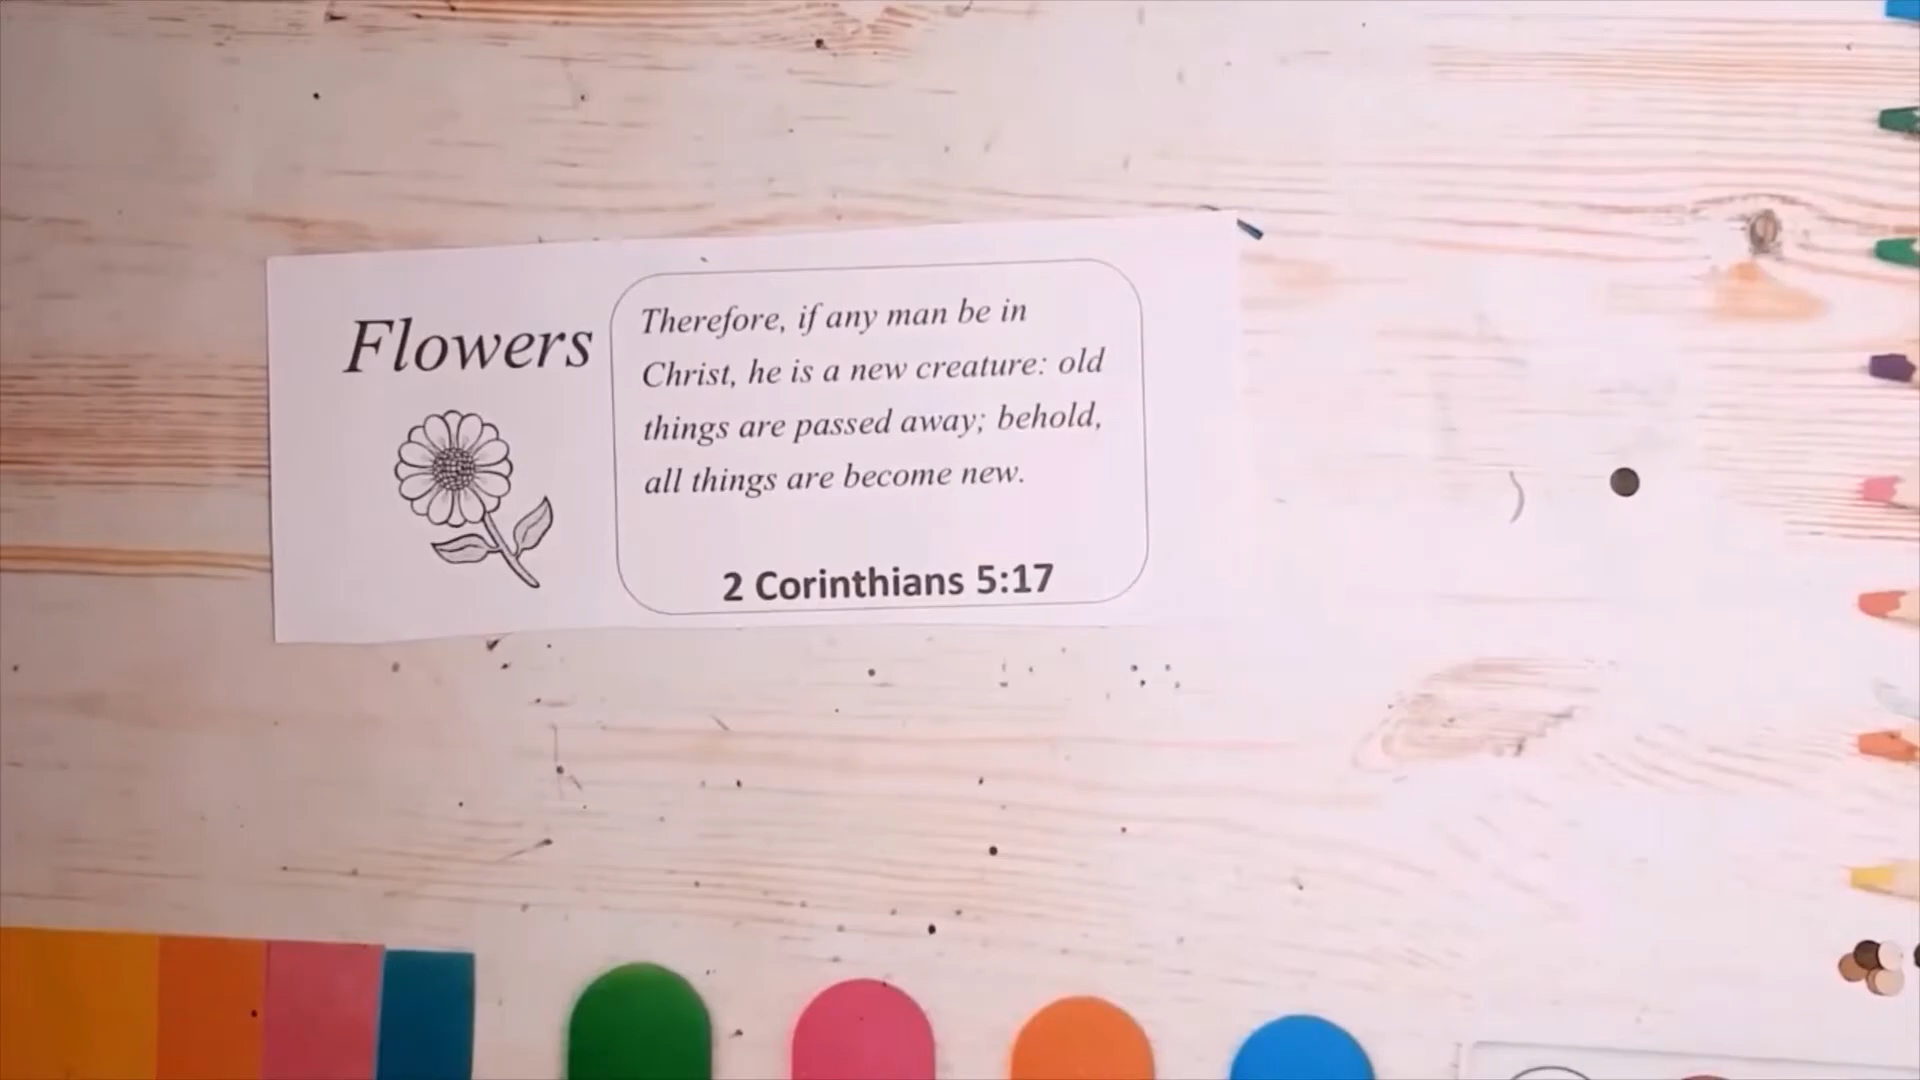 Flowers
Therefore, if any man be in
Christ, he is a new creature: old
things are passed away; behold,
all things are become new.
2 Corinthians 5:17